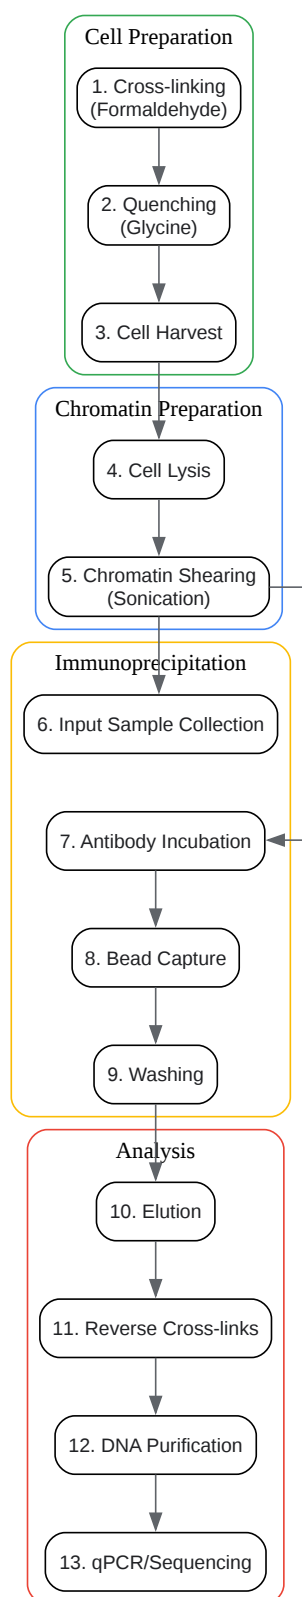 Cell Preparation
1. Cross-linking
(Formaldehyde)
2. Quenching
(Glycine)
3. Cell Harvest
Chromatin Preparation
4. Cell Lysis
5. Chromatin Shearing
(Sonication)
Immunoprecipitation
6. Input Sample Collection
7. Antibody Incubation
8. Bead Capture
9. Washing
Analysis
10. Elution
11. Reverse Cross-links
12. DNA Purification
13. qPCR/Sequencing